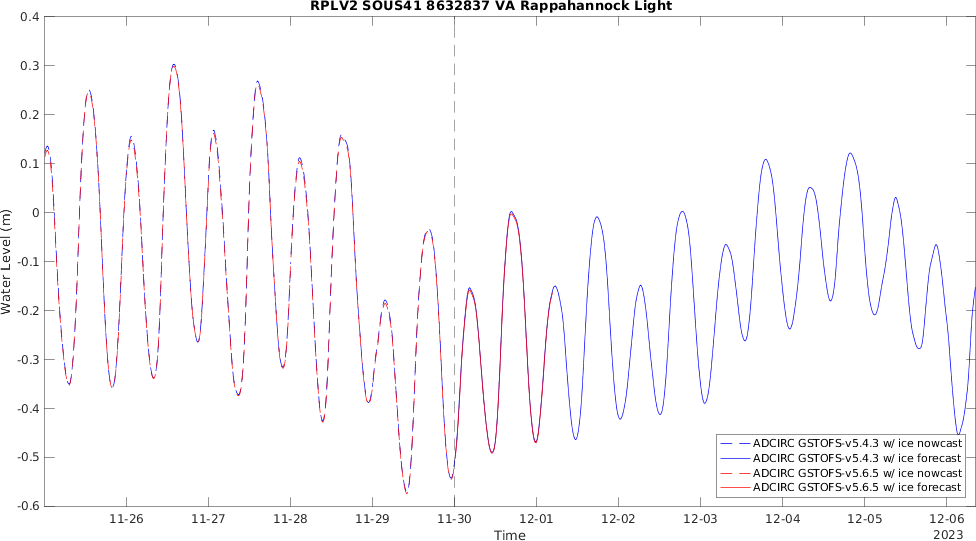 RPLV2 SOUS41 8632837 VA Rappahannock Light
0.4
0.3
0.2
0.1
0
-0.1
-0.2
-0.3
-0.4
-0.5
-0.6
Water Level (m)
11-26 11-27 11-28 11-29 11-30 12-01 12-02 12-03 12-04 12-05 12-06
2023
Time
ADCIRC GSTOFS-v5.4.3 w/ ice nowcast
ADCIRC GSTOFS-v5.4.3 w/ ice forecast
ADCIRC GSTOFS-v5.6.5 w/ ice nowcast
ADCIRC GSTOFS-v5.6.5 w/ ice forecast